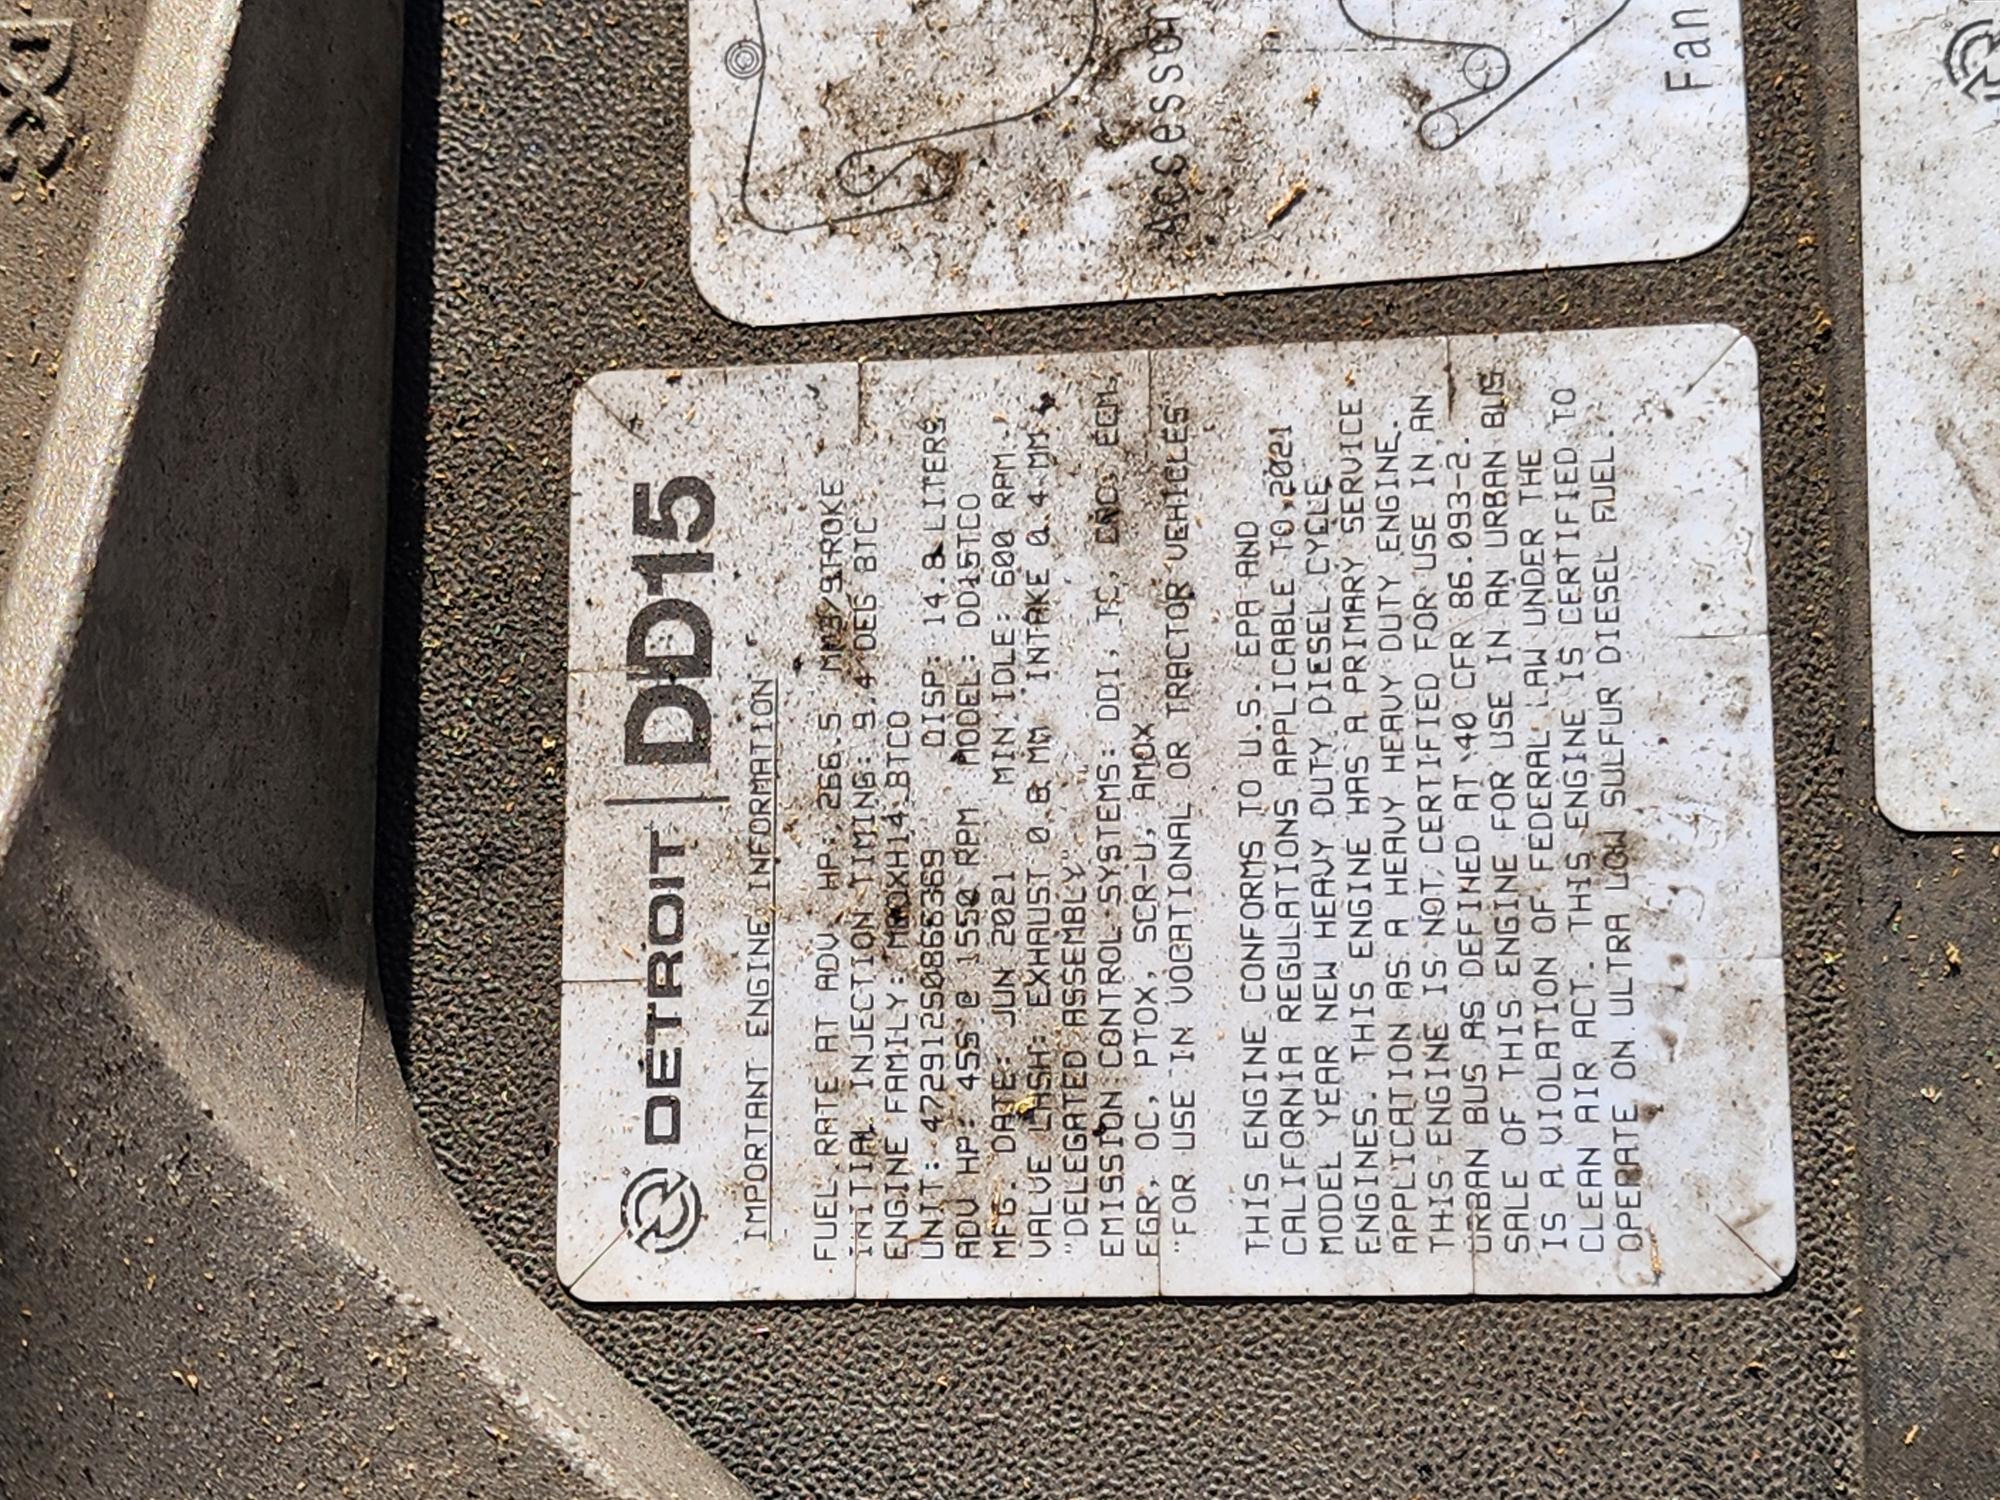 Accessory
Fan
DETROIT DD15
IMPORTANT ENGINE INFORMATION
FUEL RATE AT ADV HP: 266.5 MM3/STROKE
INITIAL INJECTION TIMING: 9.4 DEG BTC
ENGINE FAMILY:
UNIT: 472912S0866369
ADV HP: 455 @ 1550 RPM
DISP: 14.8 LITERS
MODEL: DD15TCO
MFG. DATE: JUN 2021 MIN IDLE: 600 RPM.
VALVE LASH: EXHAUST 0.8 MM INTAKE 0.4 MM
"DELEGATED ASSEMBLY"
EMISSION CONTROL SYSTEMS: DDI, TC, CAC, ECM,
EGR, OC, PTOX, SCR-U, AMOX
"FOR USE IN VOCATIONAL OR TRACTOR VEHICLES"
THIS ENGINE CONFORMS TO U.S. EPA AND
CALIFORNIA REGULATIONS APPLICABLE TO 2021
MODEL YEAR NEW HEAVY DUTY DIESEL CYCLE
ENGINES. THIS ENGINE HAS A PRIMARY SERVICE
APPLICATION AS A HEAVY HEAVY DUTY ENGINE.
THIS ENGINE IS NOT CERTIFIED FOR USE IN AN
URBAN BUS AS DEFINED AT 40 CFR 86.093-2.
SALE OF THIS ENGINE FOR USE IN AN URBAN BUS
IS A VIOLATION OF FEDERAL LAW UNDER THE
CLEAN AIR ACT. THIS ENGINE IS CERTIFIED TO
OPERATE ON ULTRA LOW SULFUR DIESEL FUEL.